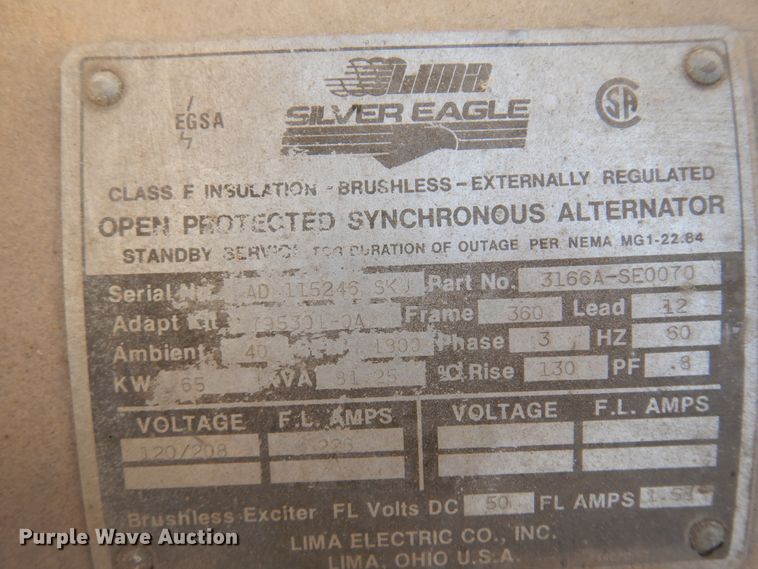 Lima
SILVER EAGLE
EGSA
SA
CLASS F INSULATION - BRUSHLESS - EXTERNALLY REGULATED
OPEN PROTECTED SYNCHRONOUS ALTERNATOR
STANDBY SERVICE FOR DURATION OF OUTAGE PER NEMA MG1-22.84
Serial No. AD 115246 SKJ Part No. 3166A-SE0070
Adapt Kit Frame 360 Lead 12
Ambient 40 1800 Phase 3 HZ 60
KW 65 KVA 81.25 °C Rise 130 PF .8
VOLTAGE F.L. AMPS VOLTAGE F.L. AMPS
120/208 226
Brushless Exciter FL Volts DC 50 FL AMPS
LIMA ELECTRIC CO., INC.
LIMA, OHIO U.S.A.
Purple Wave Auction